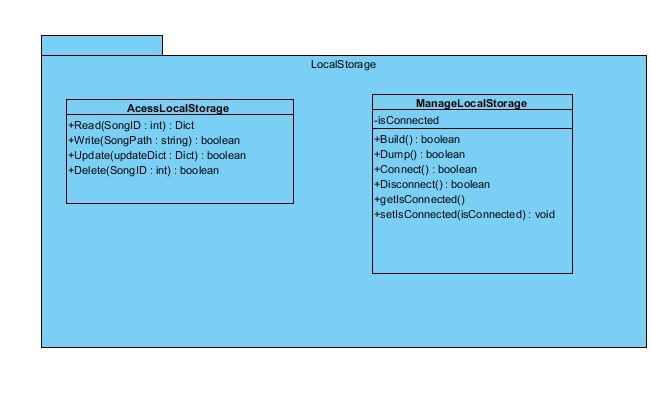 LocalStorage
AcessLocalStorage
+Read(SongID : int) : Dict
+Write(SongPath : string) : boolean
+Update(updateDict : Dict) : boolean
+Delete(SongID : int) : boolean
ManageLocalStorage
-isConnected
+Build() : boolean
+Dump() : boolean
+Connect() : boolean
+Disconnect() : boolean
+getIsConnected()
+setIsConnected(isConnected) : void